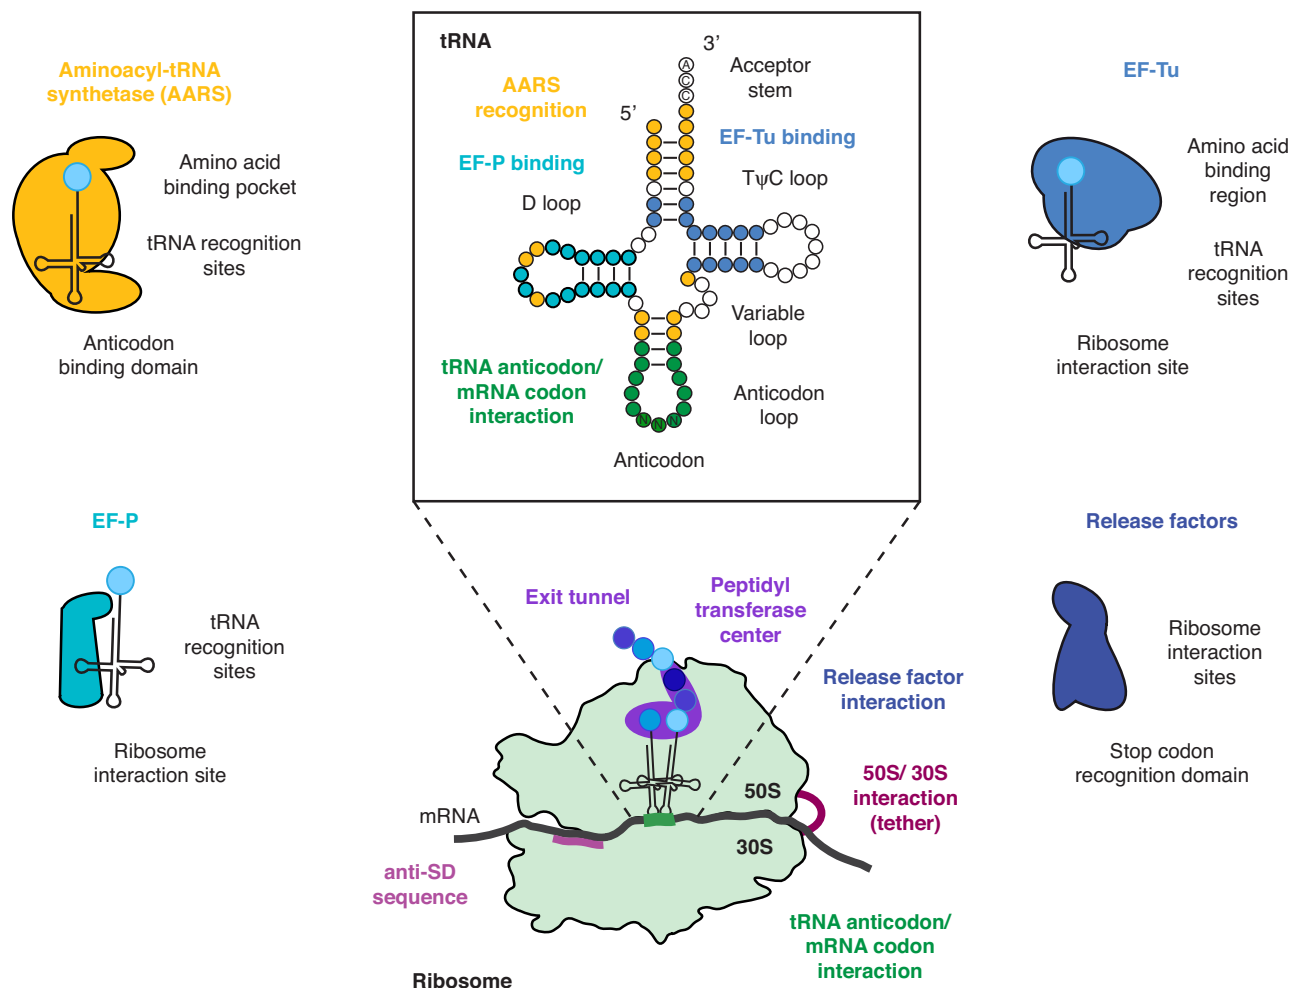 tRNA
3’
A
C
C
Acceptor
stem
AARS
recognition
5’
EF-Tu binding
EF-P binding
TψC loop
D loop
Variable
loop
tRNA anticodon/
mRNA codon
interaction
Anticodon
loop
N N N
Anticodon
Aminoacyl-tRNA
synthetase (AARS)
Amino acid
binding pocket
tRNA recognition
sites
Anticodon
binding domain
EF-Tu
Amino acid
binding
region
tRNA
recognition
sites
Ribosome
interaction site
EF-P
tRNA
recognition
sites
Ribosome
interaction site
Release factors
Ribosome
interaction
sites
Stop codon
recognition domain
Exit tunnel
Peptidyl
transferase
center
Release factor
interaction
50S/ 30S
interaction
(tether)
50S
mRNA
30S
anti-SD
sequence
tRNA anticodon/
mRNA codon
interaction
Ribosome